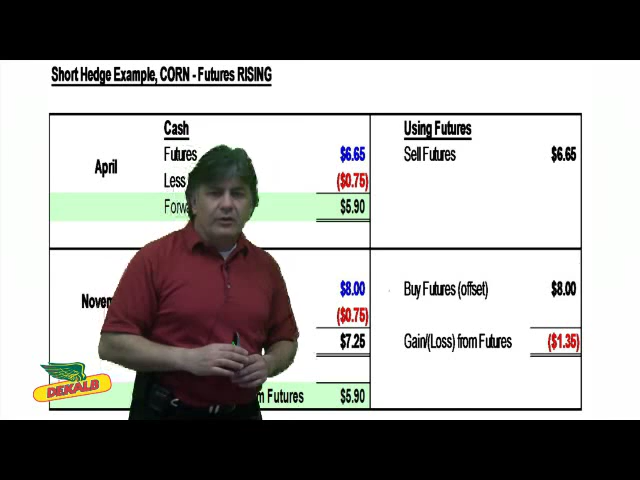 Short Hedge Example, CORN - Futures RISING
Cash
Using Futures
April
Futures $6.65
Sell Futures $6.65
Less ($0.75)
$5.90
$8.00
Buy Futures (offset) $8.00
($0.75)
$7.25
Gain/(Loss) from Futures ($1.35)
DEKALB
Futures $5.90